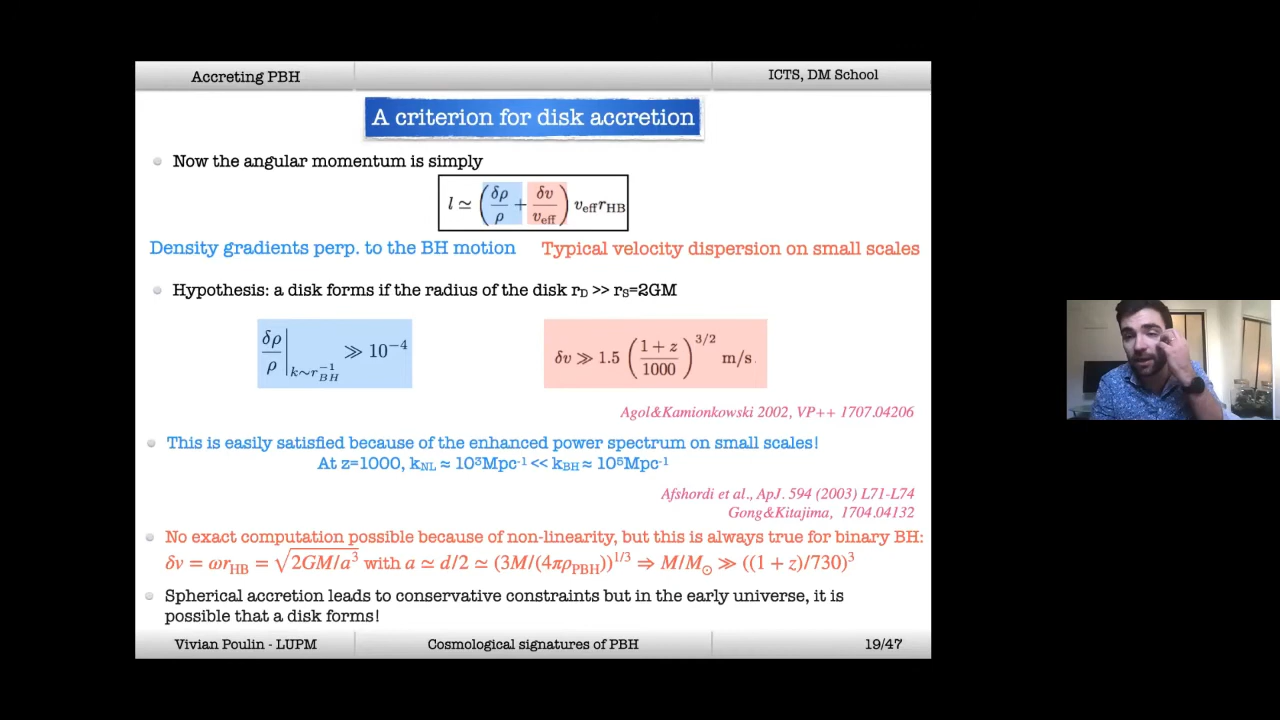 Accreting PBH
ICTS, DM School
A criterion for disk accretion
Now the angular momentum is simply
l ≃ (δρ/ρ + δv/v_eff) v_eff r_HB
Density gradients perp. to the BH motion
Typical velocity dispersion on small scales
Hypothesis: a disk forms if the radius of the disk r_D >> r_S=2GM
δρ/ρ|_{k∼r_{BH}^{-1}} ≫ 10^{-4}
δv ≫ 1.5 ((1 + z)/1000)^{3/2} m/s
Agol&Kamionkowski 2002, VP++ 1707.04206
This is easily satisfied because of the enhanced power spectrum on small scales!
At z=1000, k_NL ≈ 10³Mpc⁻¹ << k_BH ≈ 10⁵Mpc⁻¹
Afshordi et al., ApJ. 594 (2003) L71-L74
Gong&Kitajima, 1704.04132
No exact computation possible because of non-linearity, but this is always true for binary BH:
δv = ωr_HB = √(2GM/a³) with a ≃ d/2 ≃ (3M/(4πρ_PBH))^{1/3} ⇒ M/M_⊙ ≫ ((1 + z)/730)³
Spherical accretion leads to conservative constraints but in the early universe, it is
possible that a disk forms!
Vivian Poulin - LUPM
Cosmological signatures of PBH
19/47